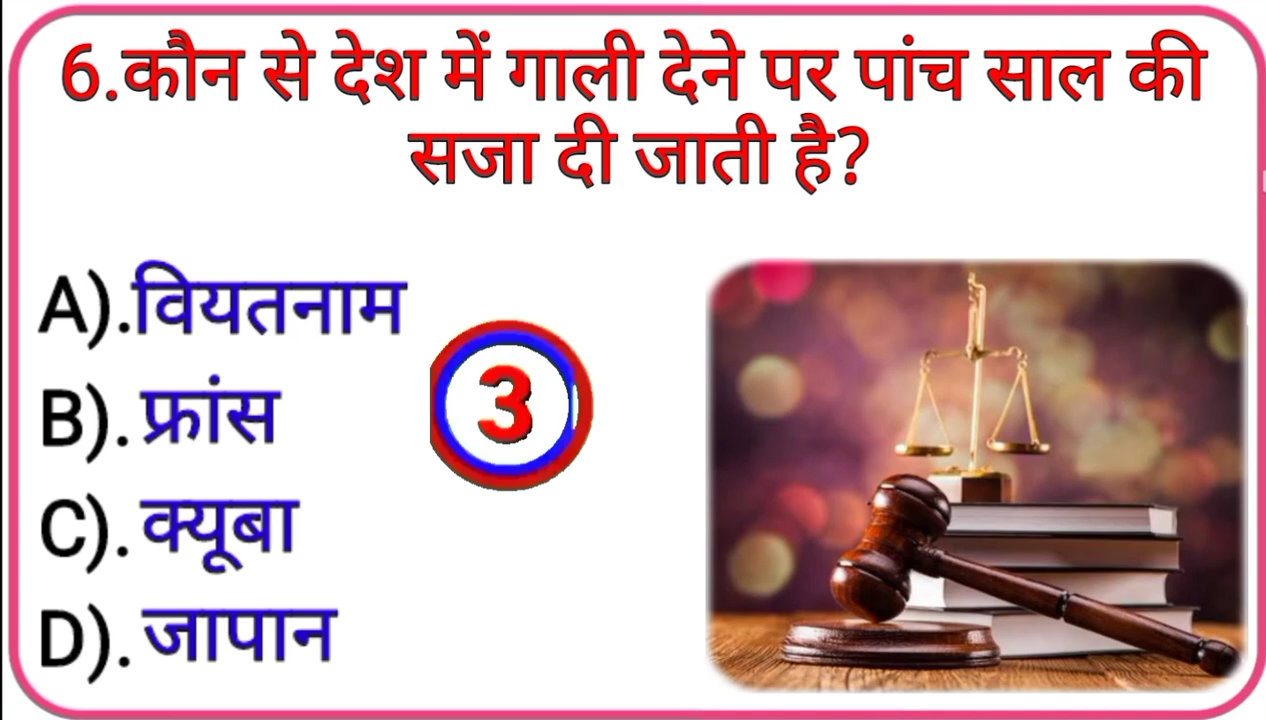 6.कौन से देश में गाली देने पर पांच साल की
सजा दी जाती है?
A).वियतनाम
B). फ्रांस
3
C). क्यूबा
D). जापान